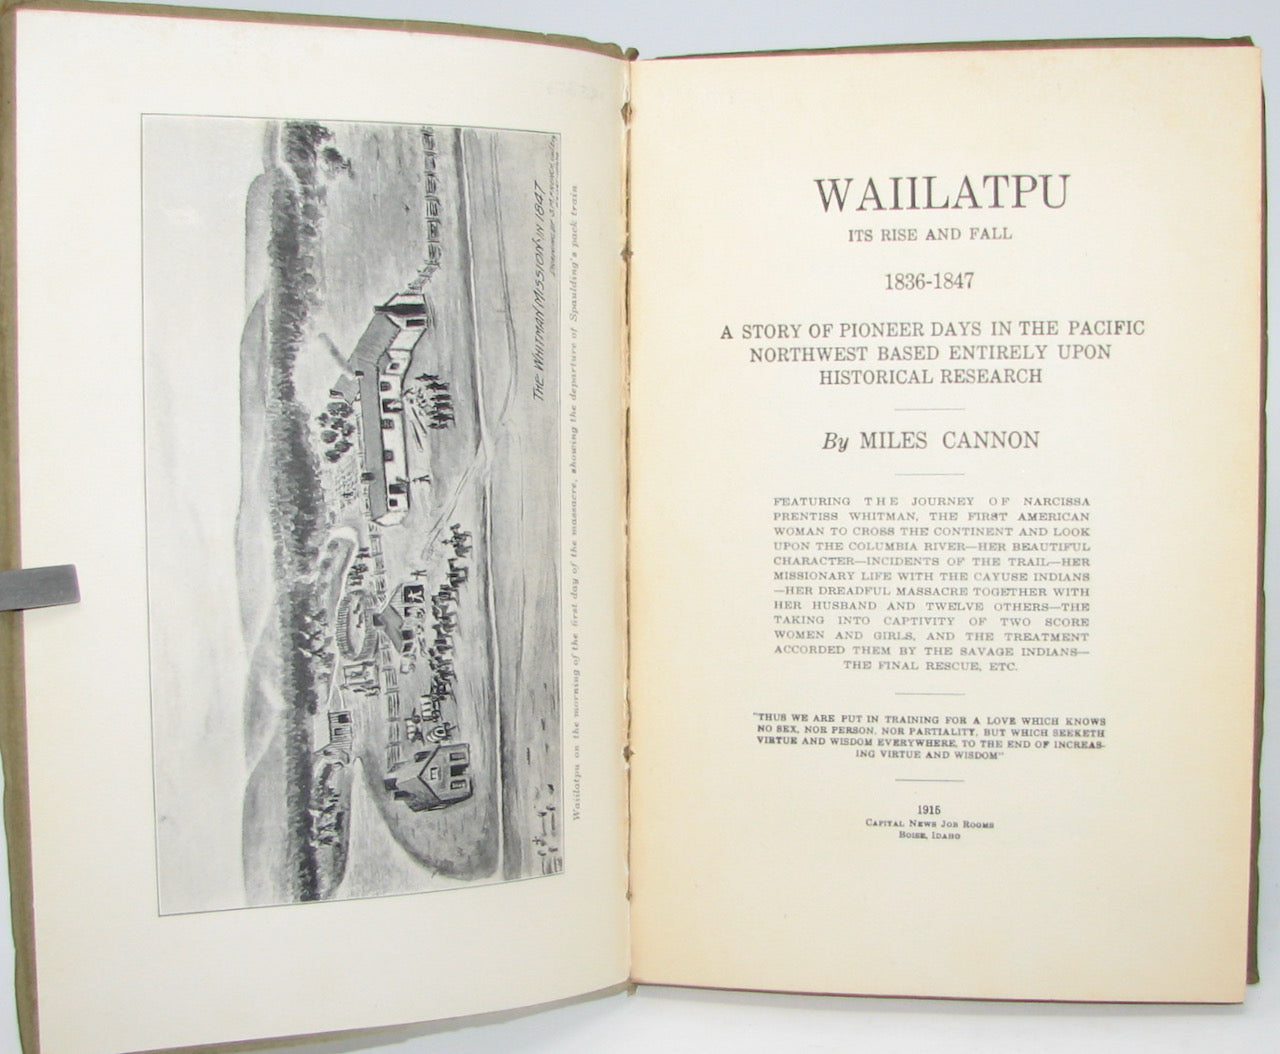 THE WHITMAN MISSION IN 1847
Waiilatpu on the morning of the first day of the massacre, showing the departure of Spaulding's pack train
WAIILATPU
ITS RISE AND FALL
1836-1847
A STORY OF PIONEER DAYS IN THE PACIFIC
NORTHWEST BASED ENTIRELY UPON
HISTORICAL RESEARCH
By MILES CANNON
FEATURING THE JOURNEY OF NARCISSA
PRENTISS WHITMAN, THE FIRST AMERICAN
WOMAN TO CROSS THE CONTINENT AND LOOK
UPON THE COLUMBIA RIVER—HER BEAUTIFUL
CHARACTER—INCIDENTS OF THE TRAIL—HER
MISSIONARY LIFE WITH THE CAYUSE INDIANS
—HER DREADFUL MASSACRE TOGETHER WITH
HER HUSBAND AND TWELVE OTHERS—THE
TAKING INTO CAPTIVITY OF TWO SCORE
WOMEN AND GIRLS, AND THE TREATMENT
ACCORDED THEM BY THE SAVAGE INDIANS—
THE FINAL RESCUE, ETC.
"THUS WE ARE PUT IN TRAINING FOR A LOVE WHICH KNOWS
NO SEX, NOR PERSON, NOR PARTIALITY, BUT WHICH SEEKETH
VIRTUE AND WISDOM EVERYWHERE, TO THE END OF INCREAS-
ING VIRTUE AND WISDOM"
1915
CAPITAL NEWS JOB ROOMS
BOISE, IDAHO